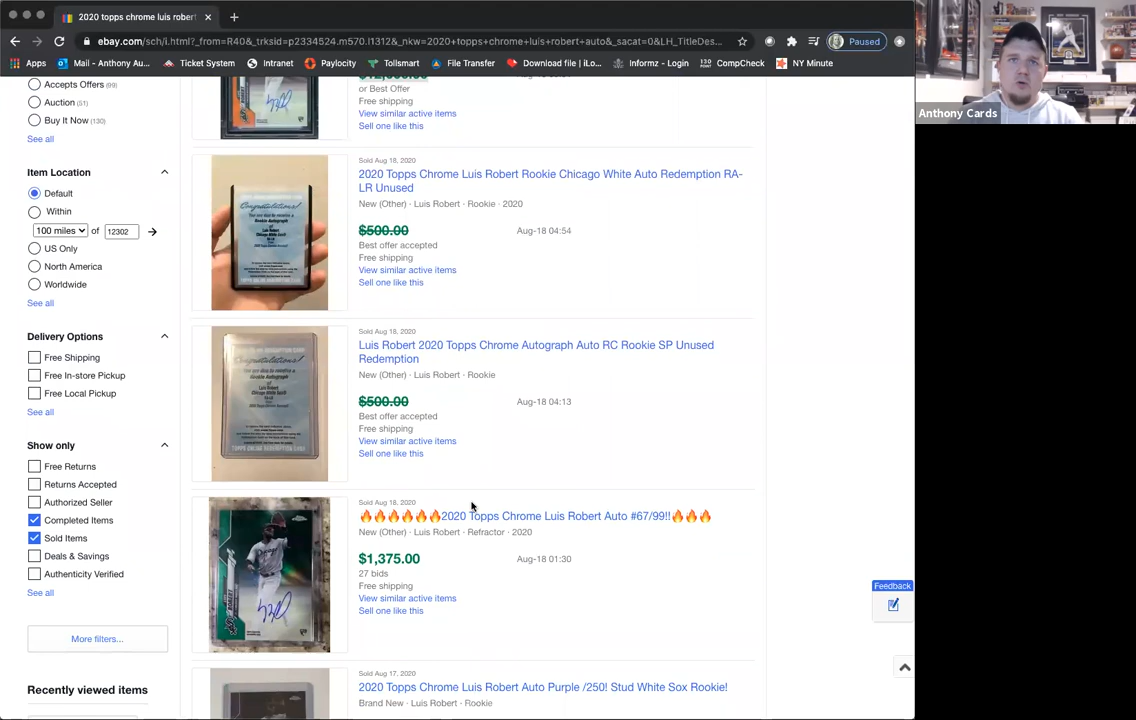 2020 topps chrome luis rober
ebay.com/sch/i.html?_from=R40&_trksid=p2334524.m570.l1312&_nkw=2020+topps+chrome+luis+robert+auto&_sacat=0&LH_TitleDes...
Paused
Apps
Mail - Anthony Au...
Ticket System
Intranet
Paylocity
Tollsmart
File Transfer
Download file | iLo...
Informz - Login
CompCheck
NY Minute
Anthony Cards
Accepts Offers (99)
Auction (51)
Buy It Now (130)
See all
Item Location
Default
Within
100 miles of 12302
US Only
North America
Worldwide
See all
Delivery Options
Free Shipping
Free In-store Pickup
Free Local Pickup
See all
Show only
Free Returns
Returns Accepted
Authorized Seller
Completed Items
Sold Items
Deals & Savings
Authenticity Verified
See all
More filters...
Recently viewed items
or Best Offer
Free shipping
View similar active items
Sell one like this
Sold Aug 18, 2020
2020 Topps Chrome Luis Robert Rookie Chicago White Auto Redemption RA-
LR Unused
New (Other) · Luis Robert · Rookie · 2020
$500.00 Aug-18 04:54
Best offer accepted
Free shipping
View similar active items
Sell one like this
Congratulations!
Sold Aug 18, 2020
Luis Robert 2020 Topps Chrome Autograph Auto RC Rookie SP Unused
Redemption
New (Other) · Luis Robert · Rookie
$500.00 Aug-18 04:13
Best offer accepted
Free shipping
View similar active items
Sell one like this
Congratulations!
Sold Aug 18, 2020
🔥🔥🔥🔥🔥🔥2020 Topps Chrome Luis Robert Auto #67/99!!🔥🔥🔥
New (Other) · Luis Robert · Refractor · 2020
$1,375.00 Aug-18 01:30
27 bids
Free shipping
View similar active items
Sell one like this
Sold Aug 17, 2020
2020 Topps Chrome Luis Robert Auto Purple /250! Stud White Sox Rookie!
Brand New · Luis Robert · Rookie
Feedback